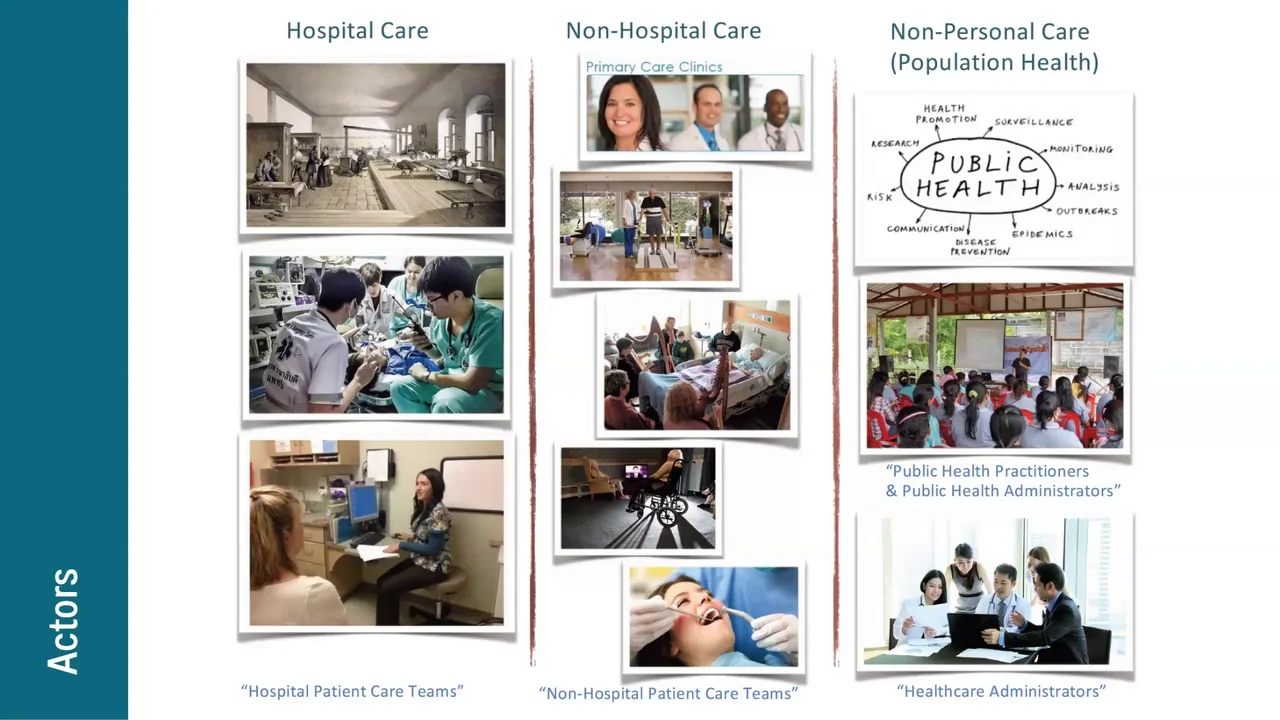 Actors
Hospital Care
"Hospital Patient Care Teams"
Non-Hospital Care
Primary Care Clinics
"Non-Hospital Patient Care Teams"
Non-Personal Care
(Population Health)
HEALTH
PROMOTION
SURVEILLANCE
RESEARCH
MONITORING
PUBLIC
HEALTH
RISK
ANALYSIS
OUTBREAKS
COMMUNICATION
EPIDEMICS
DISEASE
PREVENTION
“Public Health Practitioners
& Public Health Administrators”
“Healthcare Administrators”